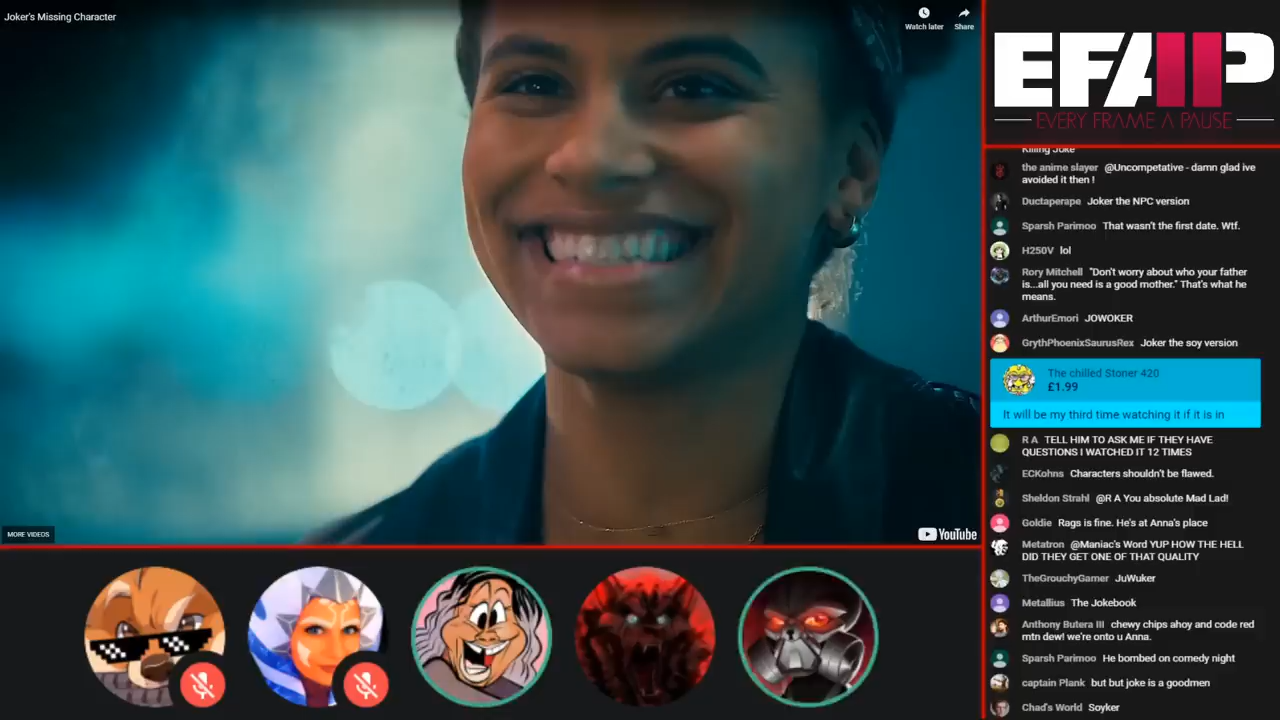 Joker's Missing Character
Watch later
Share
MORE VIDEOS
YouTube
EFAP
EVERY FRAME A PAUSE
Killing Joke
the anime slayer @Uncompetative - damn glad ive
avoided it then !
Ductaperape Joker the NPC version
Sparsh Parimoo That wasn't the first date. Wtf.
H250V lol
Rory Mitchell "Don't worry about who your father
is...all you need is a good mother." That's what he
means.
ArthurEmori JOWOKER
GrythPhoenixSaurusRex Joker the soy version
The chilled Stoner 420
£1.99
It will be my third time watching it if it is in
R A TELL HIM TO ASK ME IF THEY HAVE
QUESTIONS I WATCHED IT 12 TIMES
ECKohns Characters shouldn't be flawed.
Sheldon Strahl @R A You absolute Mad Lad!
Goldie Rags is fine. He's at Anna's place
Metatron @Maniac's Word YUP HOW THE HELL
DID THEY GET ONE OF THAT QUALITY
TheGrouchyGamer JuWuker
Metallius The Jokebook
Anthony Butera III chewy chips ahoy and code red
mtn dew! we're onto u Anna.
Sparsh Parimoo He bombed on comedy night
captain Plank but but joke is a goodmen
Chad's World Soyker